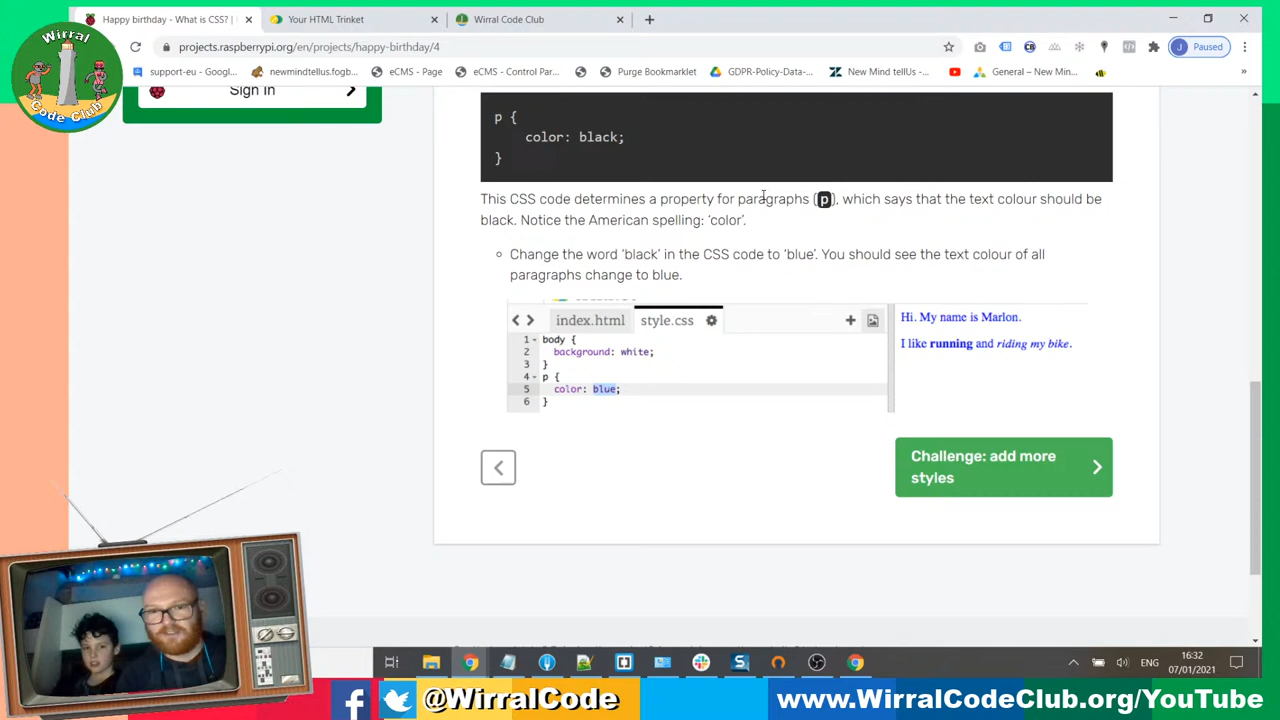 Happy birthday - What is CSS? |
Your HTML Trinket
Wirral Code Club
projects.raspberrypi.org/en/projects/happy-birthday/4
J
Paused
support-eu - Googl...
newmindtellus.fogb...
eCMS - Page
eCMS - Control Par...
Purge Bookmarklet
GDPR-Policy-Data-...
New Mind tellUs -...
General – New Min...
Wirral
Code Club
Sign In
p {
color: black;
}
This CSS code determines a property for paragraphs (p), which says that the text colour should be
black. Notice the American spelling: ‘color’.
Change the word ‘black’ in the CSS code to ‘blue’. You should see the text colour of all
paragraphs change to blue.
index.html
style.css
1 body {
2 background: white;
3 }
4 p {
5 color: blue;
6 }
Hi. My name is Marlon.
I like running and riding my bike.
Challenge: add more
styles
ENG
16:32
07/01/2021
@WirralCode
www.WirralCodeClub.org/YouTube